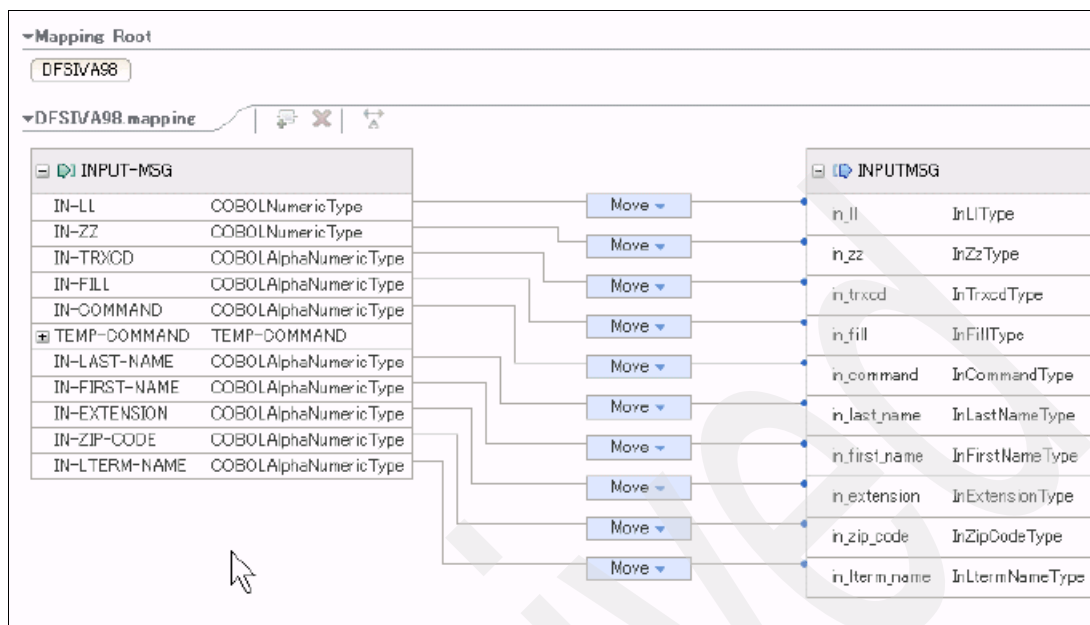 Mapping Root
DFSIVA98
DFSIVA98.mapping
INPUT-MSG
INPUTMSG
IN-LL COBOLNumericType Move in_ll InLlType
IN-ZZ COBOLNumericType Move in_zz InZzType
IN-TRXCD COBOLAlphaNumericType Move in_trxcd InTrxcdType
IN-FILL COBOLAlphaNumericType Move in_fill InFillType
IN-COMMAND COBOLAlphaNumericType Move in_command InCommandType
TEMP-COMMAND TEMP-COMMAND
IN-LAST-NAME COBOLAlphaNumericType Move in_last_name InLastNameType
IN-FIRST-NAME COBOLAlphaNumericType Move in_first_name InFirstNameType
IN-EXTENSION COBOLAlphaNumericType Move in_extension InExtensionType
IN-ZIP-CODE COBOLAlphaNumericType Move in_zip_code InZipCodeType
IN-LTERM-NAME COBOLAlphaNumericType Move in_lterm_name InLtermNameType